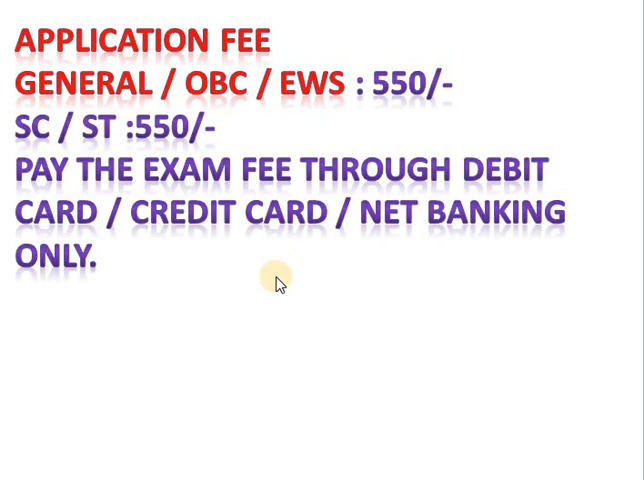 APPLICATION FEE
GENERAL / OBC / EWS : 550/-
SC / ST :550/-
PAY THE EXAM FEE THROUGH DEBIT
CARD / CREDIT CARD / NET BANKING
ONLY.